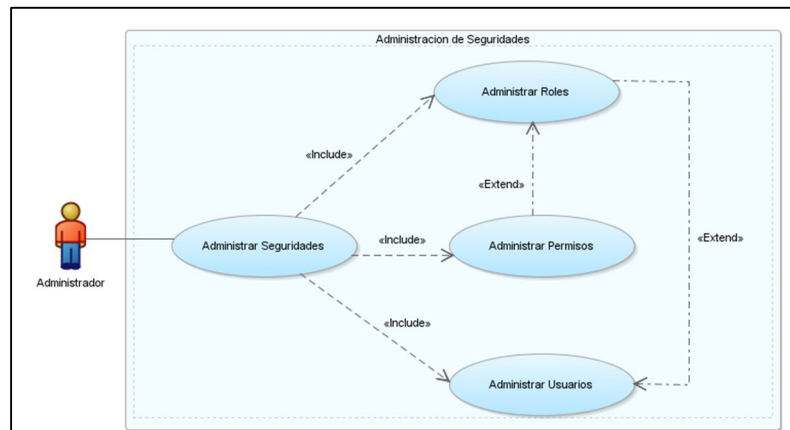 Administracion de Seguridades
Administrar Roles
«Include»
«Extend»
Administrar Seguridades
«Include»
Administrar Permisos
«Extend»
Administrador
«Include»
Administrar Usuarios